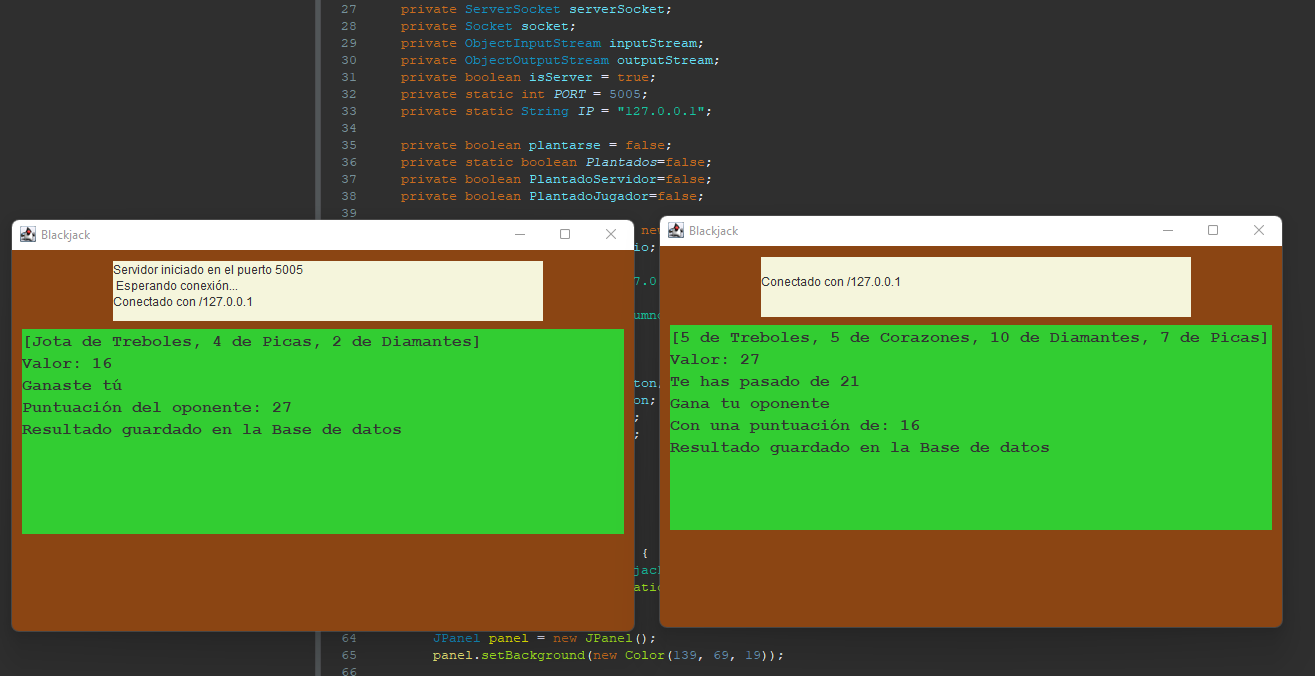 27 private ServerSocket serverSocket;
28 private Socket socket;
29 private ObjectInputStream inputStream;
30 private ObjectOutputStream outputStream;
31 private boolean isServer = true;
32 private static int PORT = 5005;
33 private static String IP = "127.0.0.1";
34
35 private boolean plantarse = false;
36 private static boolean Plantados=false;
37 private boolean PlantadoServidor=false;
38 private boolean PlantadoJugador=false;
39
Blackjack
Servidor iniciado en el puerto 5005
Esperando conexión...
Conectado con /127.0.0.1
[Jota de Treboles, 4 de Picas, 2 de Diamantes]
Valor: 16
Ganaste tú
Puntuación del oponente: 27
Resultado guardado en la Base de datos
Blackjack
Conectado con /127.0.0.1
[5 de Treboles, 5 de Corazones, 10 de Diamantes, 7 de Picas]
Valor: 27
Te has pasado de 21
Gana tu oponente
Con una puntuación de: 16
Resultado guardado en la Base de datos
64 JPanel panel = new JPanel();
65 panel.setBackground(new Color(139, 69, 19));
66